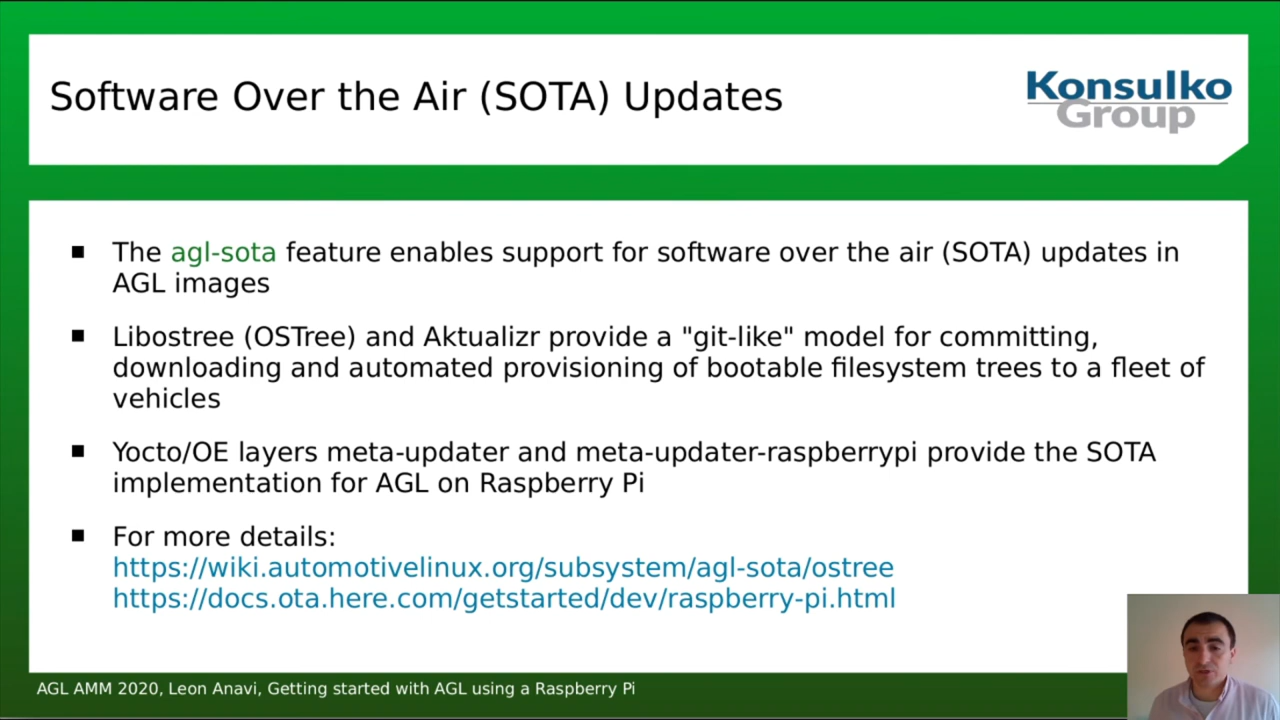 Software Over the Air (SOTA) Updates
Konsulko
Group
The agl-sota feature enables support for software over the air (SOTA) updates in
AGL images
Libostree (OSTree) and Aktualizr provide a "git-like" model for committing,
downloading and automated provisioning of bootable filesystem trees to a fleet of
vehicles
Yocto/OE layers meta-updater and meta-updater-raspberrypi provide the SOTA
implementation for AGL on Raspberry Pi
For more details:
https://wiki.automotivelinux.org/subsystem/agl-sota/ostree
https://docs.ota.here.com/getstarted/dev/raspberry-pi.html
AGL AMM 2020, Leon Anavi, Getting started with AGL using a Raspberry Pi